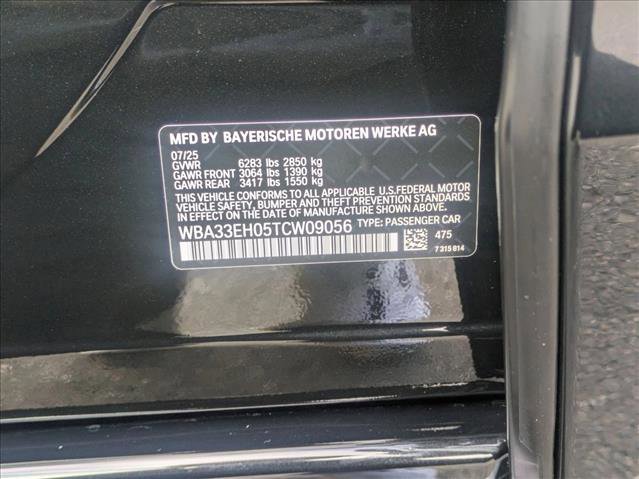 MFD BY BAYERISCHE MOTOREN WERKE AG
07/25
GVWR 6283 lbs 2850 kg
GAWR FRONT 3064 lbs 1390 kg
GAWR REAR 3417 lbs 1550 kg
THIS VEHICLE CONFORMS TO ALL APPLICABLE U.S.FEDERAL MOTOR
VEHICLE SAFETY, BUMPER AND THEFT PREVENTION STANDARDS
IN EFFECT ON THE DATE OF MANUFACTURE SHOWN ABOVE.
WBA33EH05TCW09056 TYPE: PASSENGER CAR
475
7 315 814